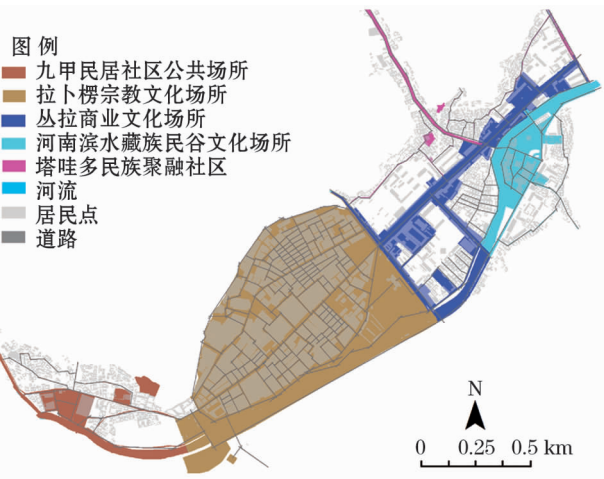 图例
九甲民居社区公共场所
拉卜楞宗教文化场所
丛拉商业文化场所
河南滨水藏族民谷文化场所
塔哇多民族聚融社区
河流
居民点
道路
N
0 0.25 0.5 km